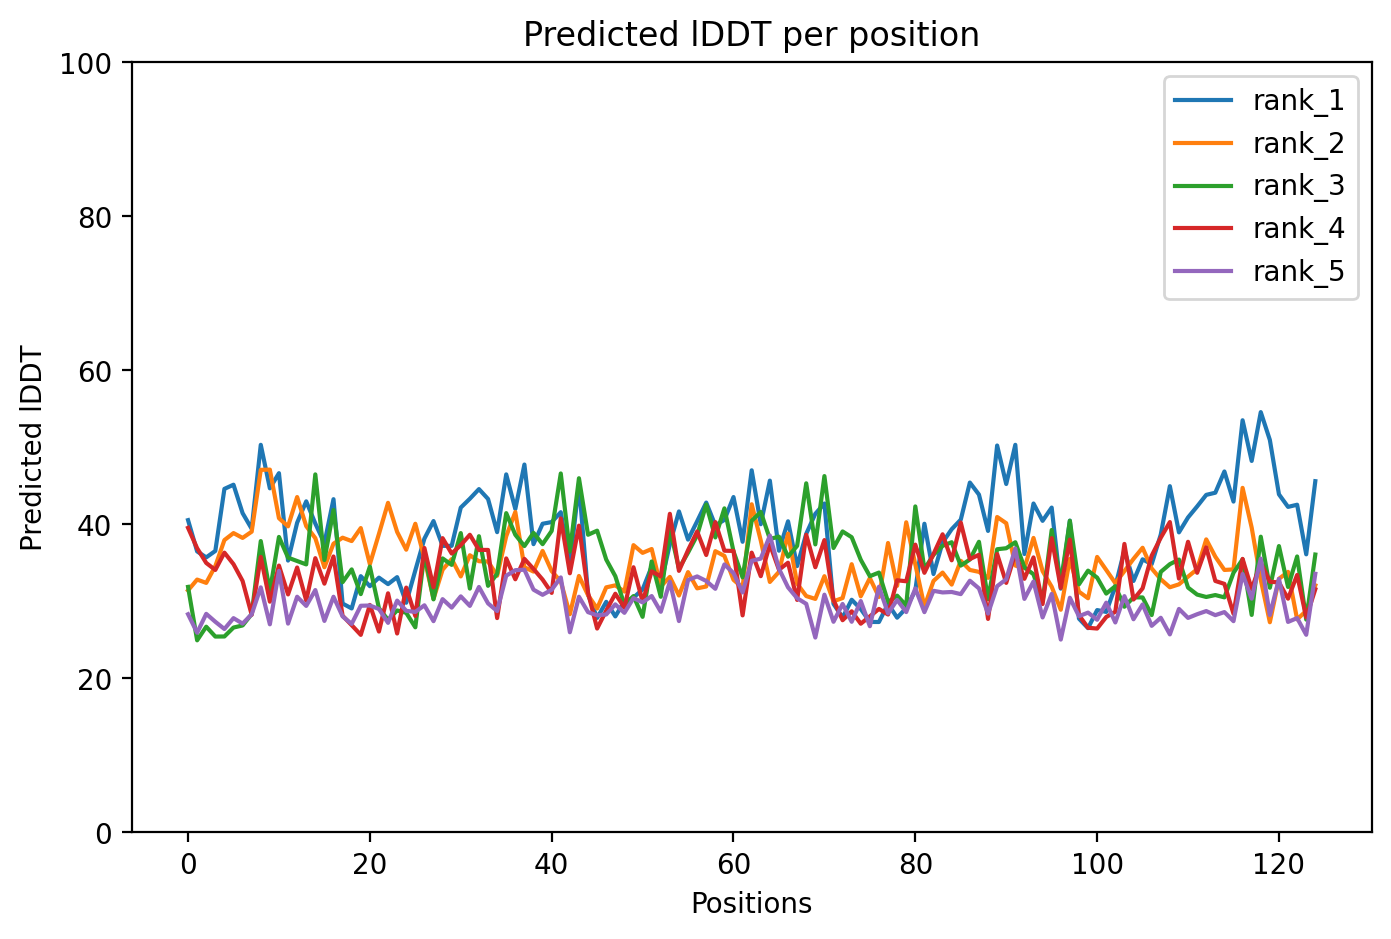 Predicted lDDT per position
100
80
60
40
20
0
Predicted lDDT
0 20 40 60 80 100 120
Positions
rank_1
rank_2
rank_3
rank_4
rank_5